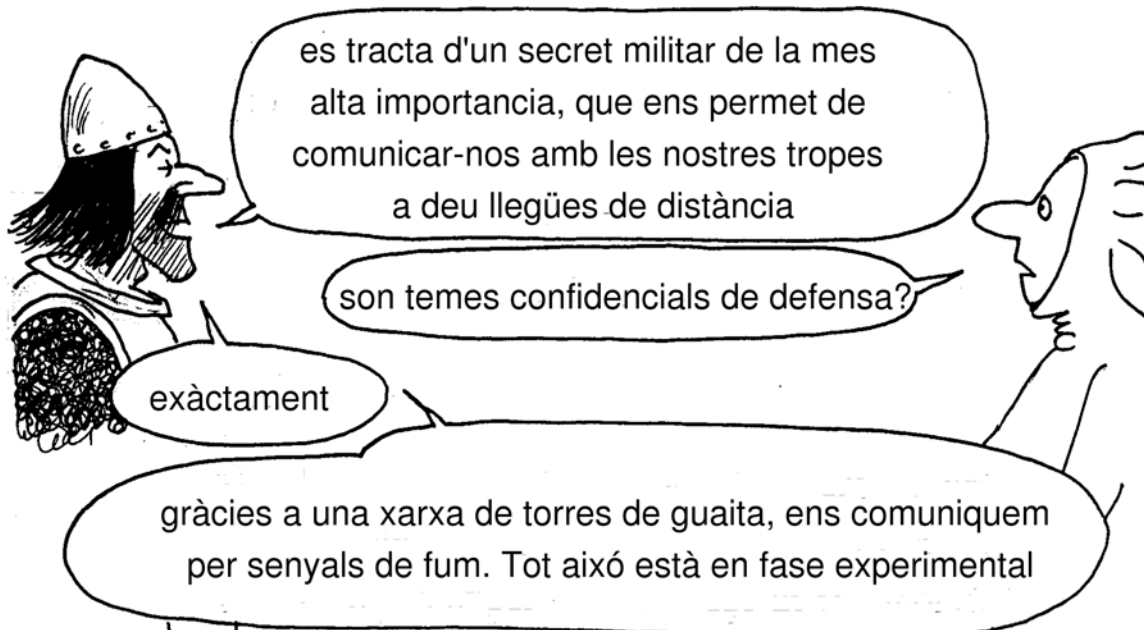 es tracta d'un secret militar de la mes
alta importancia, que ens permet de
comunicar-nos amb les nostres tropes
a deu llegües de distància
son temes confidencials de defensa?
exàctament
gràcies a una xarxa de torres de guaita, ens comuniquem
per senyals de fum. Tot aixó està en fase experimental